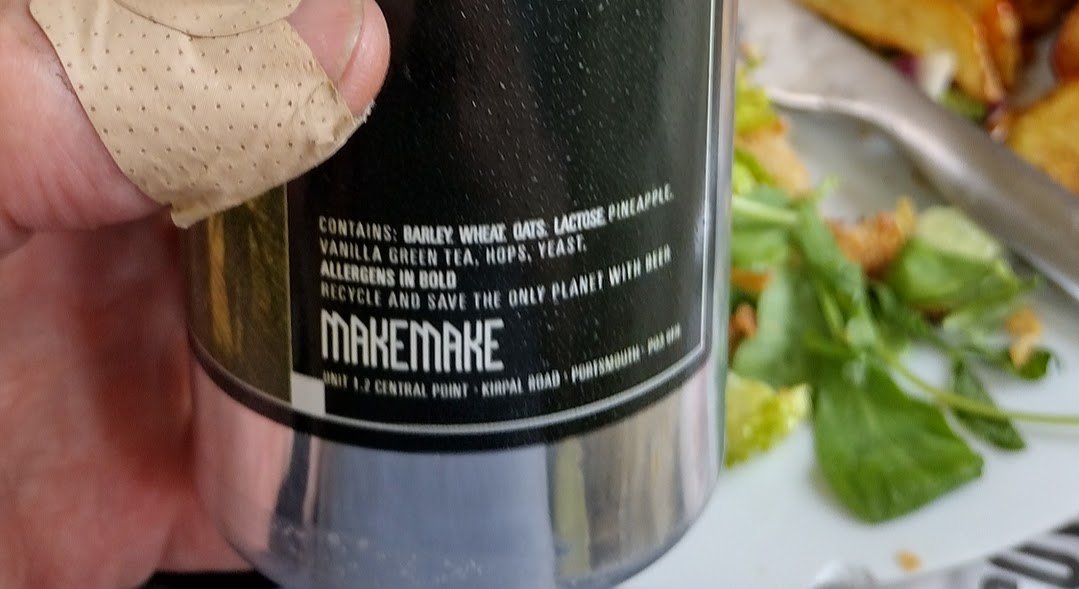 CONTAINS: BARLEY, WHEAT, OATS, LACTOSE, PINEAPPLE,
VANILLA GREEN TEA, HOPS, YEAST.
ALLERGENS IN BOLD
RECYCLE AND SAVE THE ONLY PLANET WITH BEER
MAKEMAKE
UNIT 1.2 CENTRAL POINT · KIRPAL ROAD · PORTSMOUTH ·